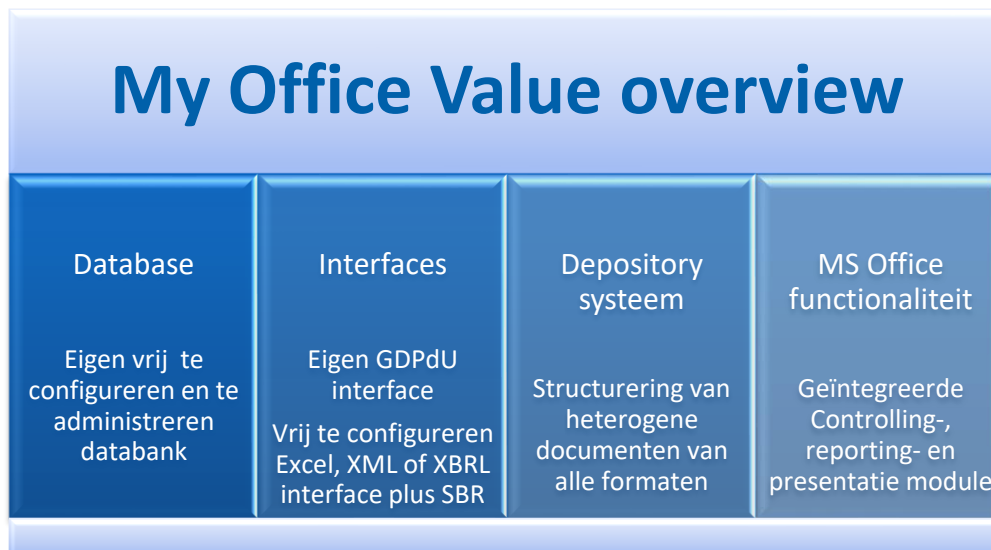 My Office Value overview
Database
Eigen vrij te
configureren en te
administreren
databank
Interfaces
Eigen GDPdU
interface
Vrij te configureren
Excel, XML of XBRL
interface plus SBR
Depository
systeem
Structurering van
heterogene
documenten van
alle formaten
MS Office
functionaliteit
Geïntegreerde
Controlling-,
reporting- en
presentatie module